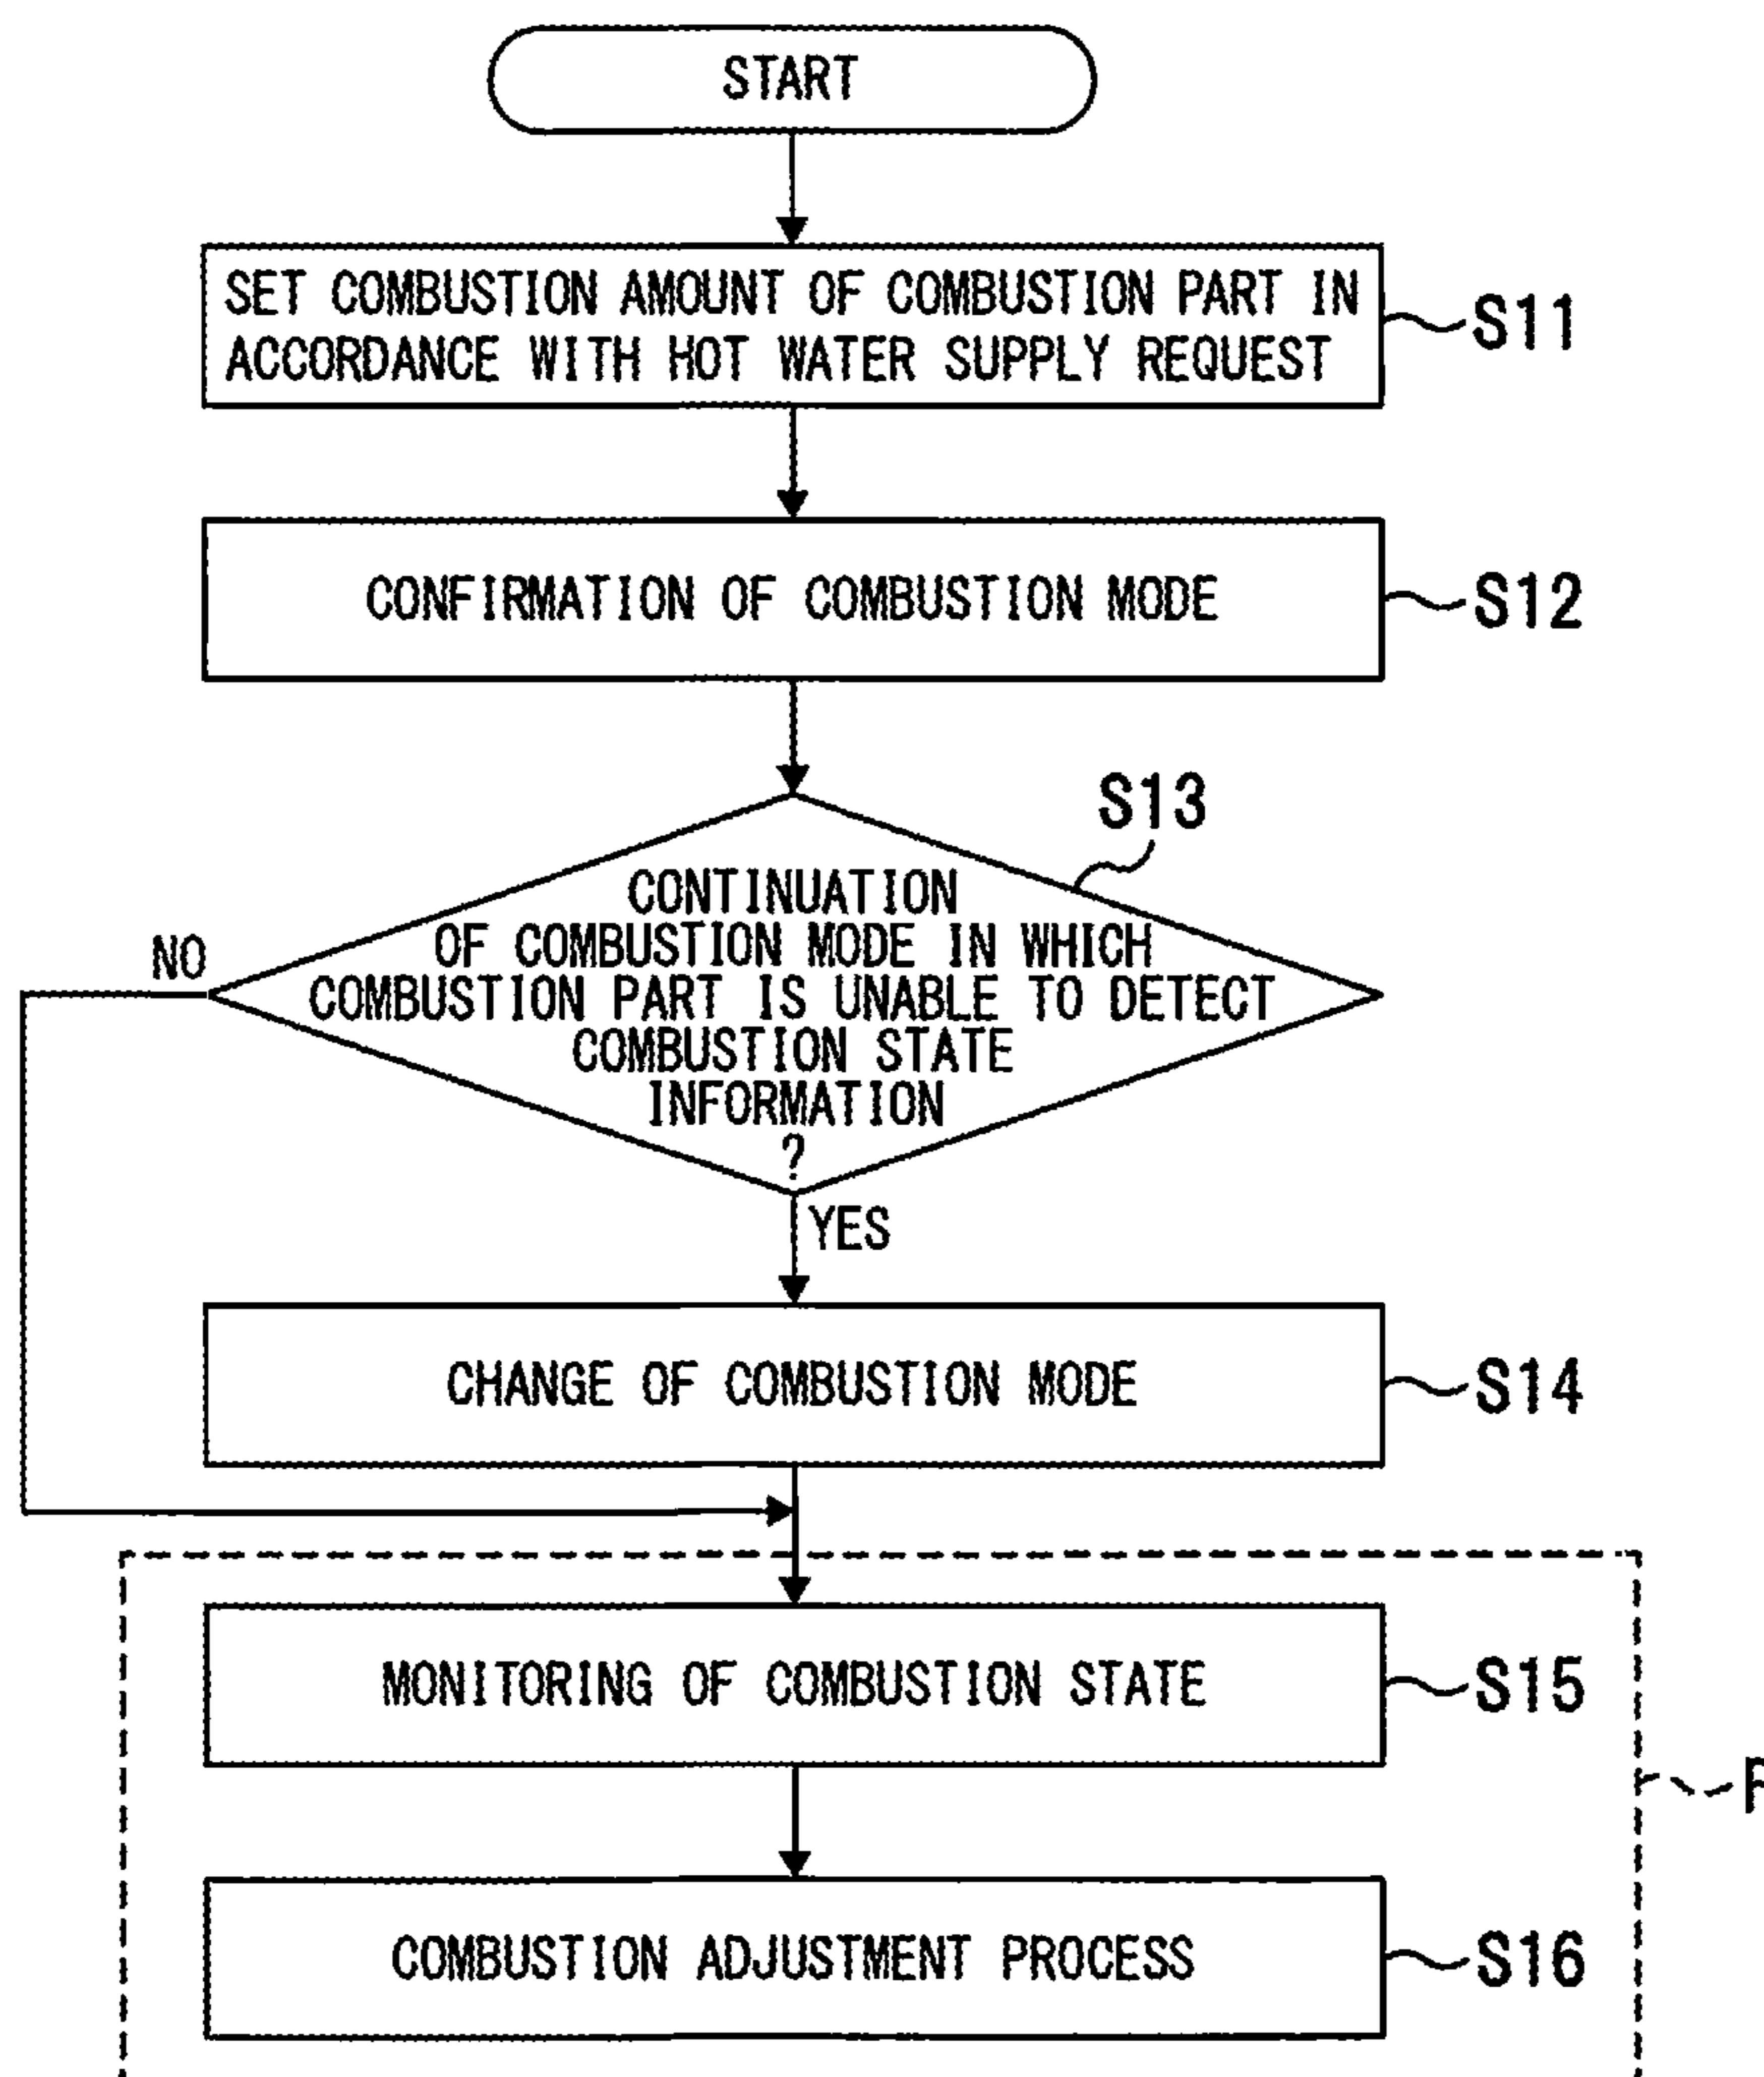 START
SET COMBUSTION AMOUNT OF COMBUSTION PART IN
ACCORDANCE WITH HOT WATER SUPPLY REQUEST
S11
CONFIRMATION OF COMBUSTION MODE
S12
S13
CONTINUATION
OF COMBUSTION MODE IN WHICH
COMBUSTION PART IS UNABLE TO DETECT
COMBUSTION STATE
INFORMATION
?
NO
YES
CHANGE OF COMBUSTION MODE
S14
MONITORING OF COMBUSTION STATE
S15
COMBUSTION ADJUSTMENT PROCESS
S16